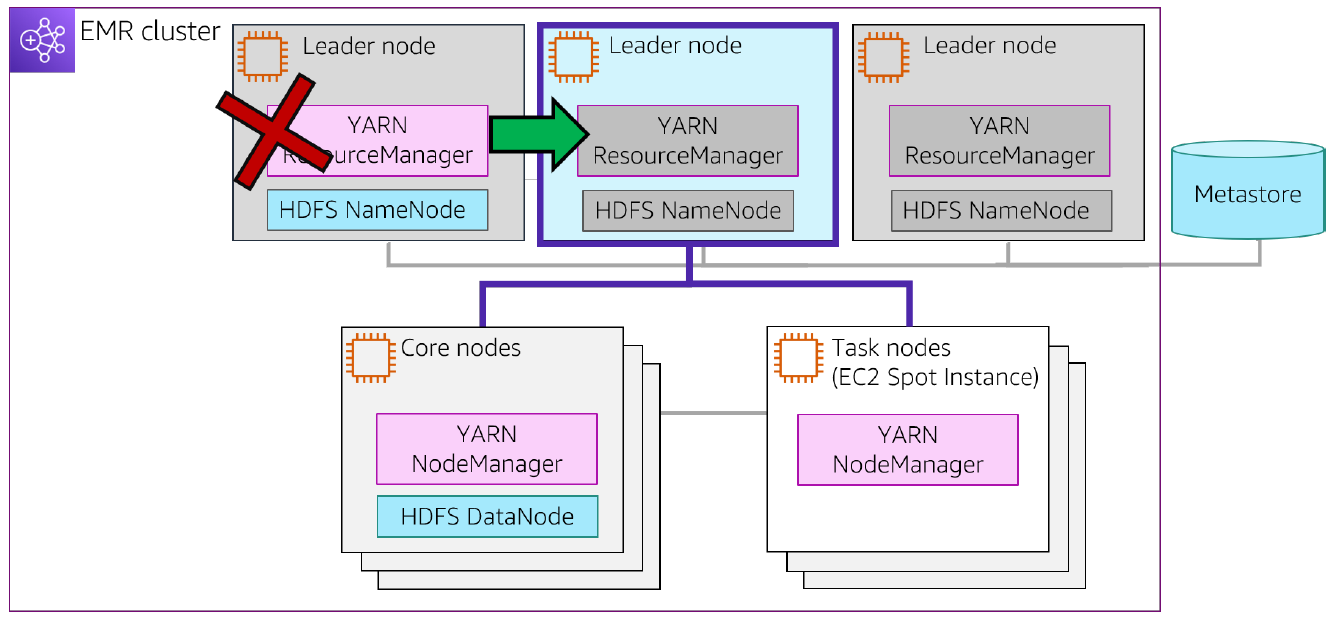 EMR cluster
Leader node
YARN
ResourceManager
HDFS NameNode
Leader node
YARN
ResourceManager
HDFS NameNode
Leader node
YARN
ResourceManager
HDFS NameNode
Metastore
Core nodes
YARN
NodeManager
HDFS DataNode
Task nodes
(EC2 Spot Instance)
YARN
NodeManager